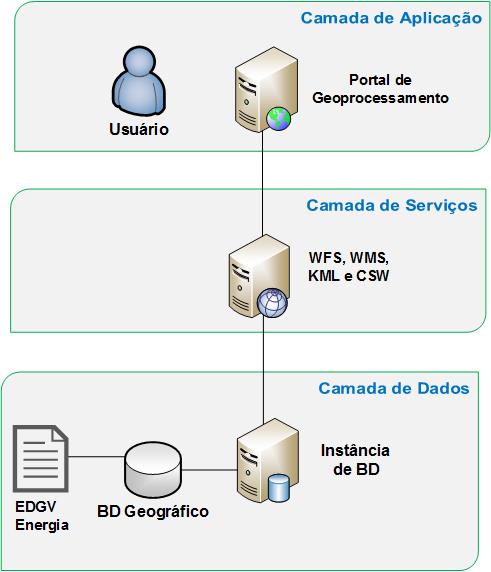 Camada de Aplicação
Usuário
Portal de
Geoprocessamento
Camada de Serviços
WFS, WMS,
KML e CSW
Camada de Dados
Instância
de BD
EDGV
Energia
BD Geográfico